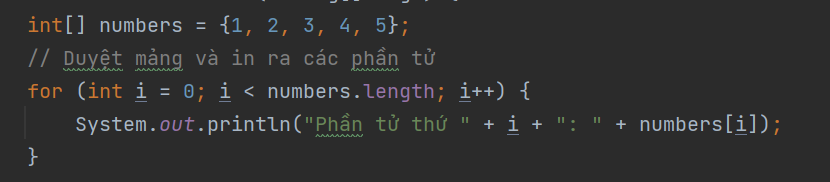 int[] numbers = {1, 2, 3, 4, 5};
// Duyệt mảng và in ra các phần tử
for (int i = 0; i < numbers.length; i++) {
    System.out.println("Phần tử thứ " + i + ": " + numbers[i]);
}